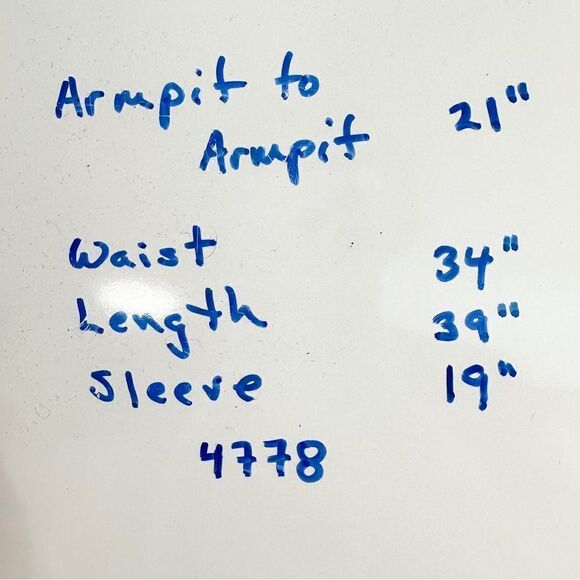 Armpit to
Armpit 21"
Waist 34"
Length 39"
Sleeve 19"
4778